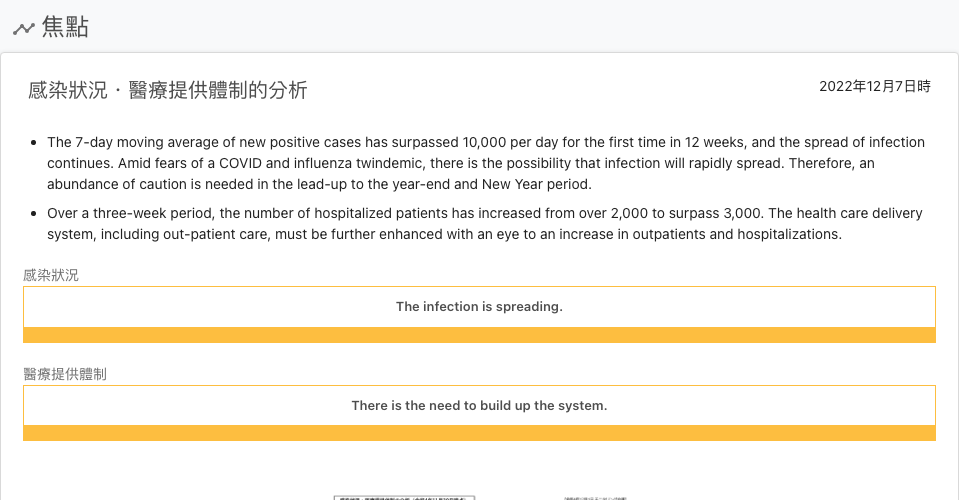 焦點
感染狀況・醫療提供體制的分析
2022年12月7日時
The 7-day moving average of new positive cases has surpassed 10,000 per day for the first time in 12 weeks, and the spread of infection
continues. Amid fears of a COVID and influenza twindemic, there is the possibility that infection will rapidly spread. Therefore, an
abundance of caution is needed in the lead-up to the year-end and New Year period.
Over a three-week period, the number of hospitalized patients has increased from over 2,000 to surpass 3,000. The health care delivery
system, including out-patient care, must be further enhanced with an eye to an increase in outpatients and hospitalizations.
感染狀況
The infection is spreading.
醫療提供體制
There is the need to build up the system.